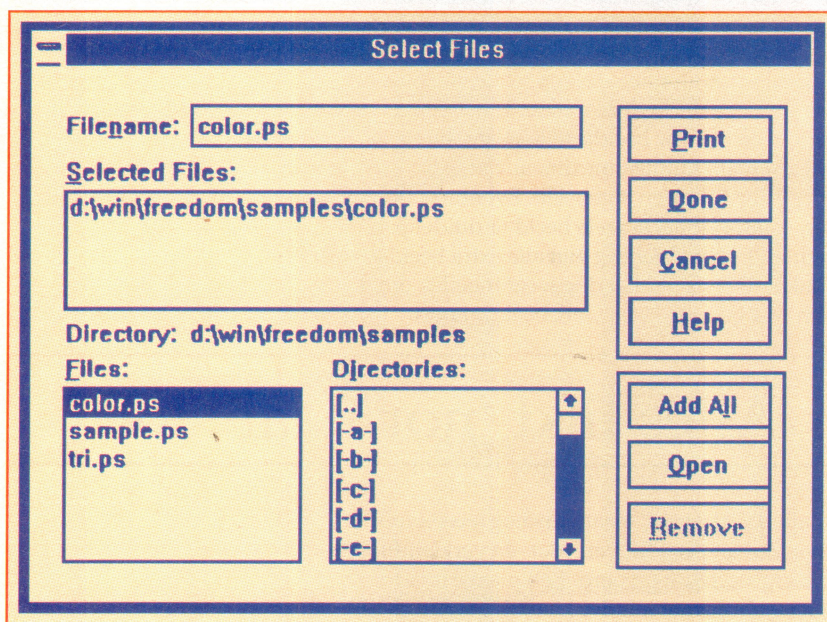 Select Files
Filename: color.ps
Selected Files:
d:\win\freedom\samples\color.ps
Directory: d:\win\freedom\samples
Files:
color.ps
sample.ps
tri.ps
Directories:
[..]
[-a-]
[-b-]
[-c-]
[-d-]
[-e-]
Print
Done
Cancel
Help
Add All
Open
Remove